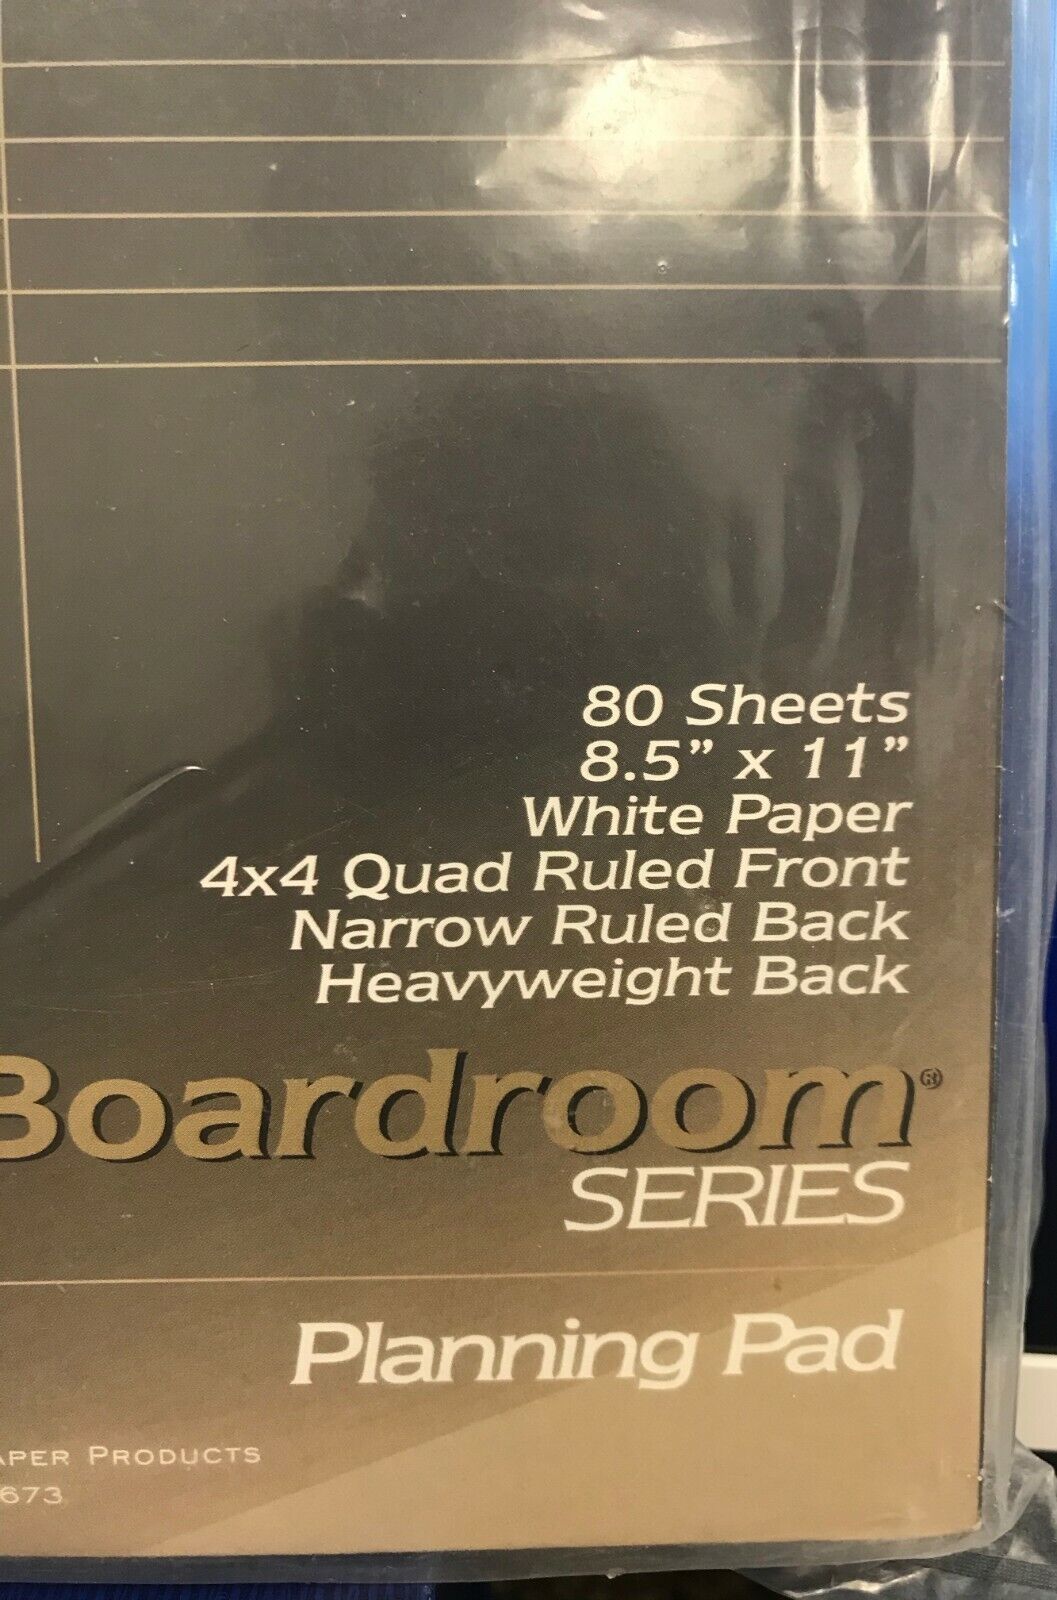 80 Sheets
8.5” x 11”
White Paper
4x4 Quad Ruled Front
Narrow Ruled Back
Heavyweight Back
Boardroom®
SERIES
Planning Pad
APER PRODUCTS
673